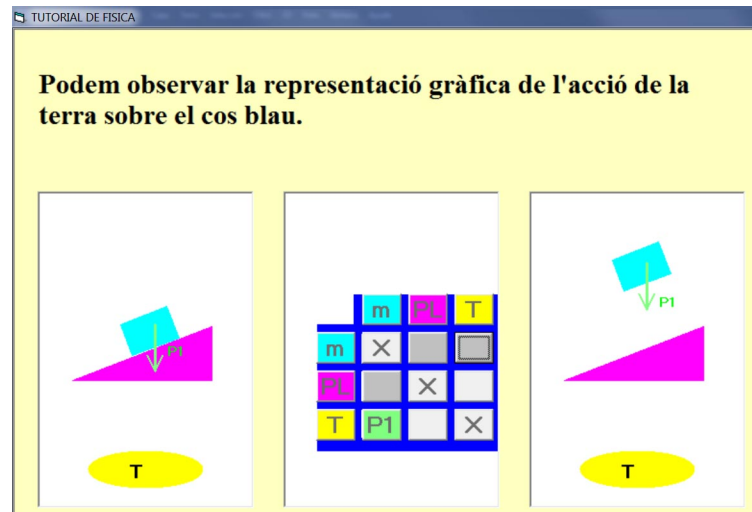 TUTORIAL DE FISICA
Podem observar la representació gràfica de l'acció de la
terra sobre el cos blau.
P1
T
m PL T
m X
PL X
T P1 X
P1
T